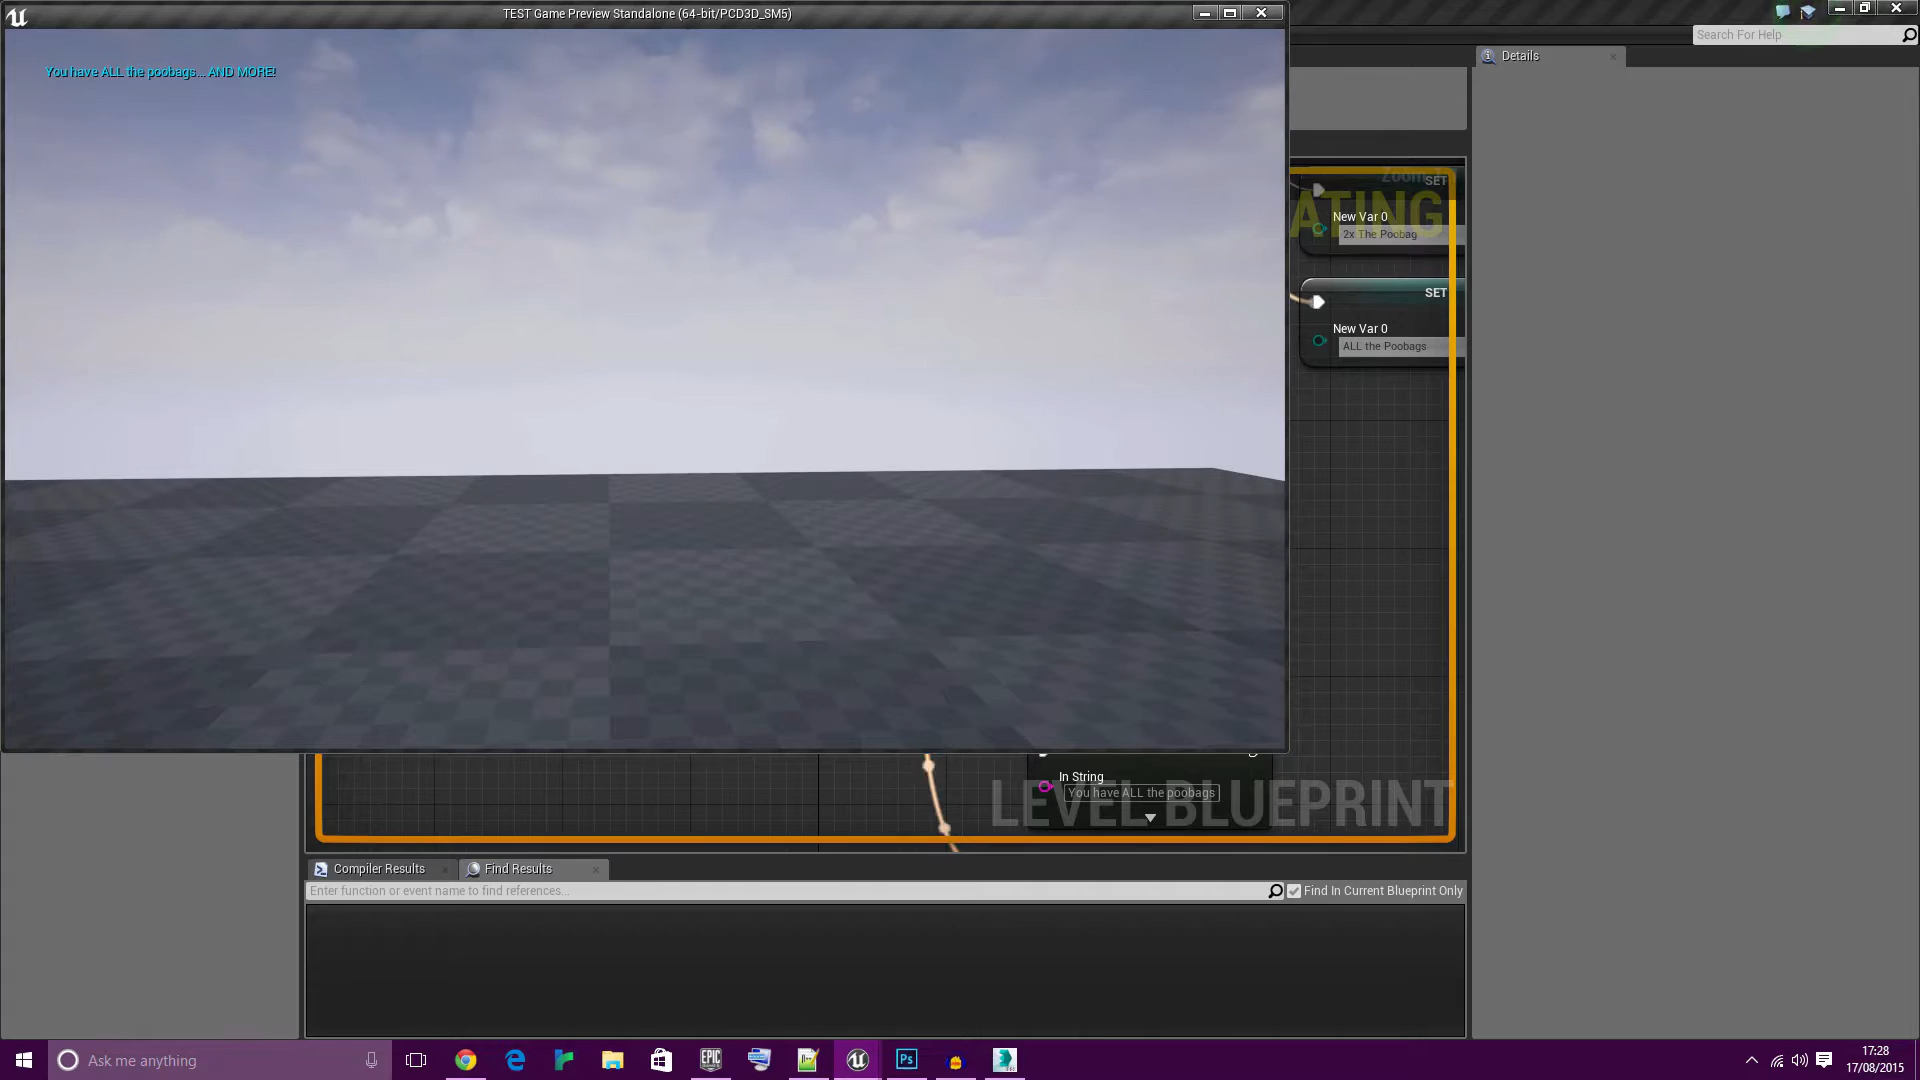 TEST Game Preview Standalone (64-bit/PCD3D_SM5)
Search For Help
Details
You have ALL the poobags... AND MORE!
SET
New Var 0
2x The Poobag
ATING
SET
New Var 0
ALL the Poobags
In String
You have ALL the poobags
LEVEL BLUEPRINT
Compiler Results
Find Results
Enter function or event name to find references...
Find In Current Blueprint Only
Ask me anything
EPIC
Ps
17:28
17/08/2015